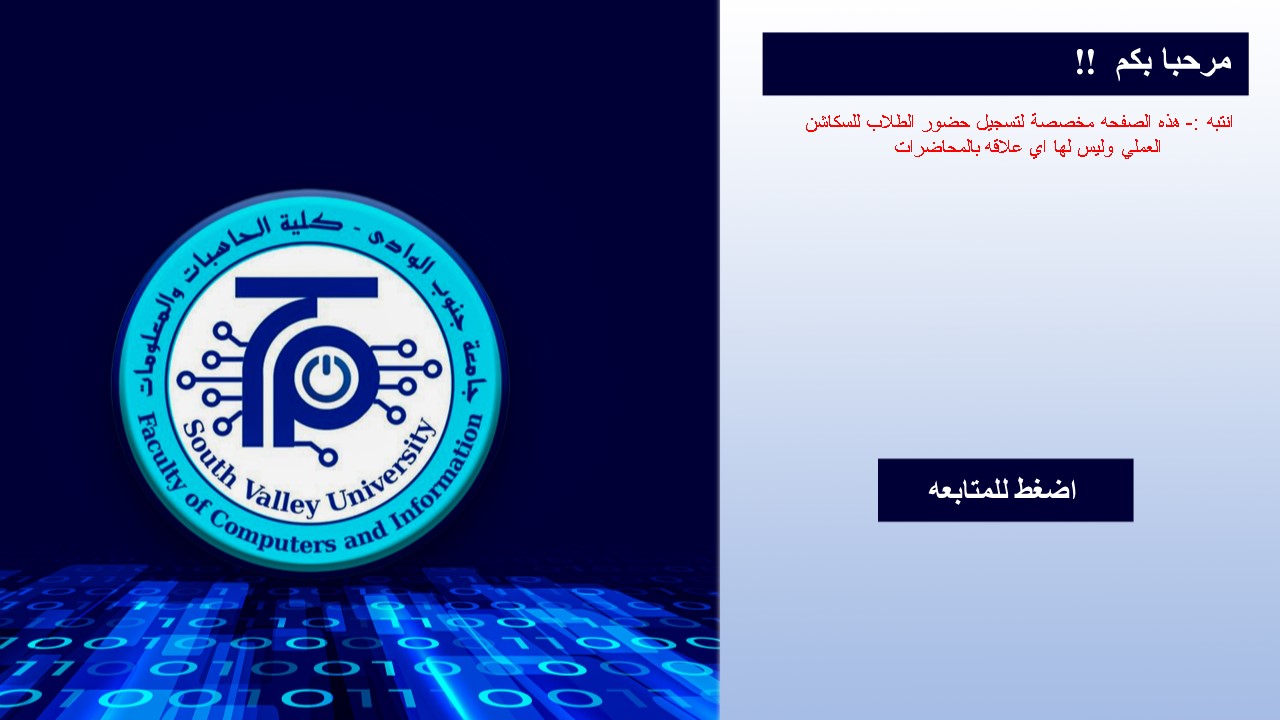 مرحبا بكم !!
انتبه :- هذه الصفحه مخصصة لتسجيل حضور الطلاب للسكاشن
العملي وليس لها اي علاقه بالمحاضرات
جامعة جنوب الوادى - كلية الحاسبات والمعلومات
South Valley University
Faculty of Computers and Information
اضغط للمتابعه